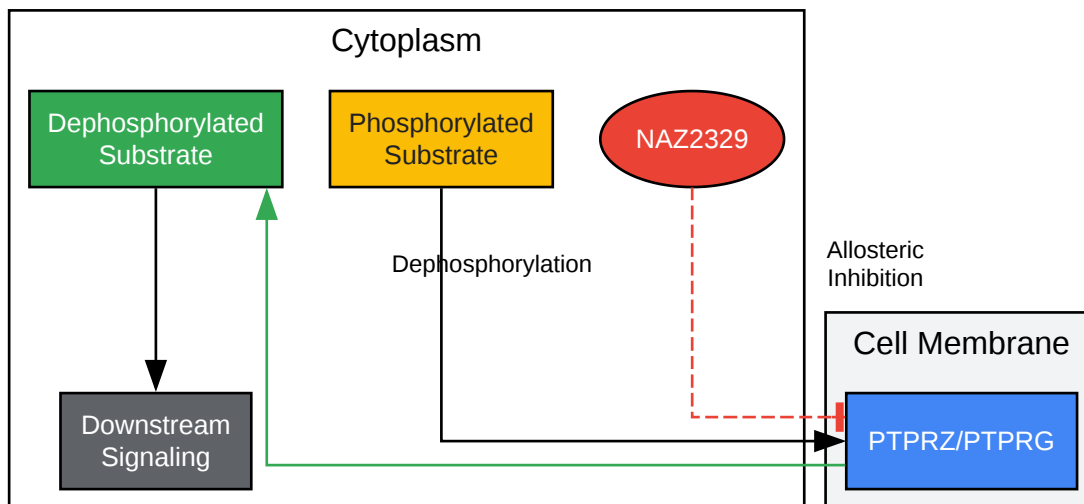 Cytoplasm
Dephosphorylated
Substrate
Phosphorylated
Substrate
NAZ2329
Dephosphorylation
Allosteric
Inhibition
Cell Membrane
Downstream
Signaling
PTPRZ/PTPRG